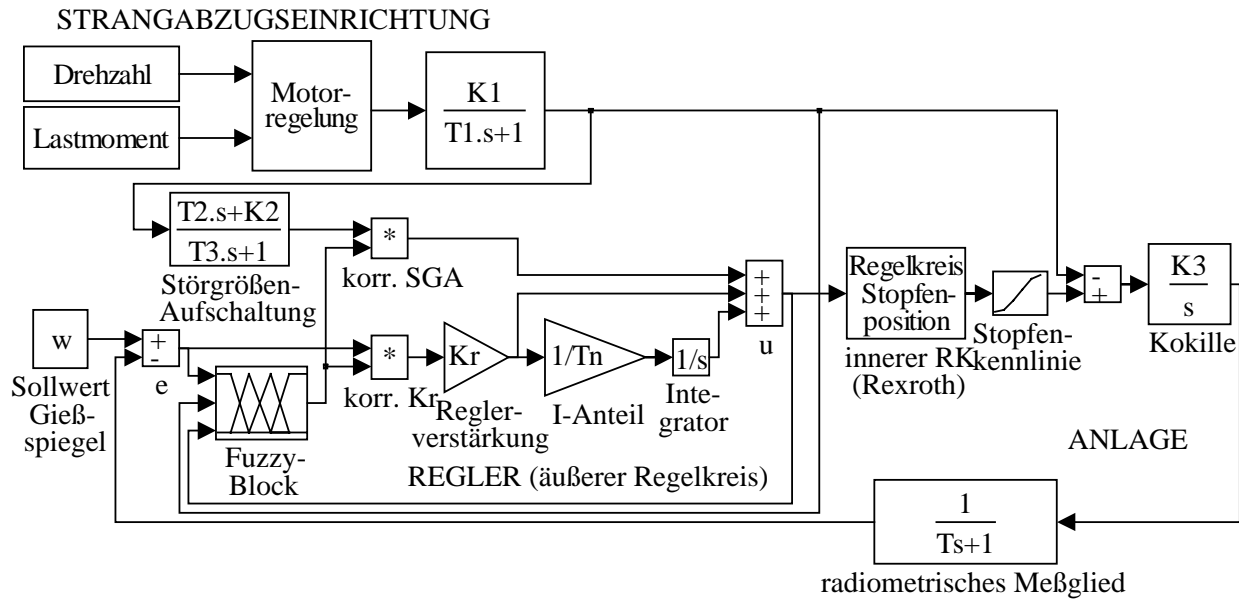 STRANGABZUGSEINRICHTUNG
Drehzahl
Lastmoment
Motor-
regelung
K1
T1.s+1
T2.s+K2
T3.s+1
Störgrößen-
Aufschaltung
*
korr. SGA
w
Sollwert
Gieß-
spiegel
+
-
e
Fuzzy-
Block
*
korr. Kr
Kr
Regler-
verstärkung
1/Tn
I-Anteil
1/s
Inte-
grator
+
+
+
u
REGLER (äußerer Regelkreis)
Regelkreis
Stopfen-
position
innerer RK
(Rexroth)
Stopfen-
kennlinie
-
+
K3
s
Kokille
ANLAGE
1
Ts+1
radiometrisches Meßglied